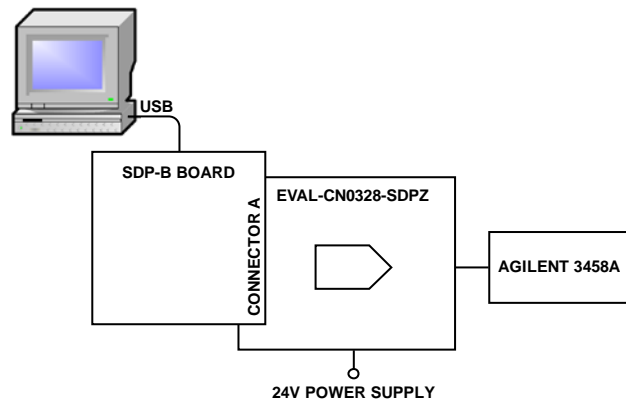 USB
SDP-B BOARD
CONNECTOR A
EVAL-CN0328-SDPZ
AGILENT 3458A
24V POWER SUPPLY